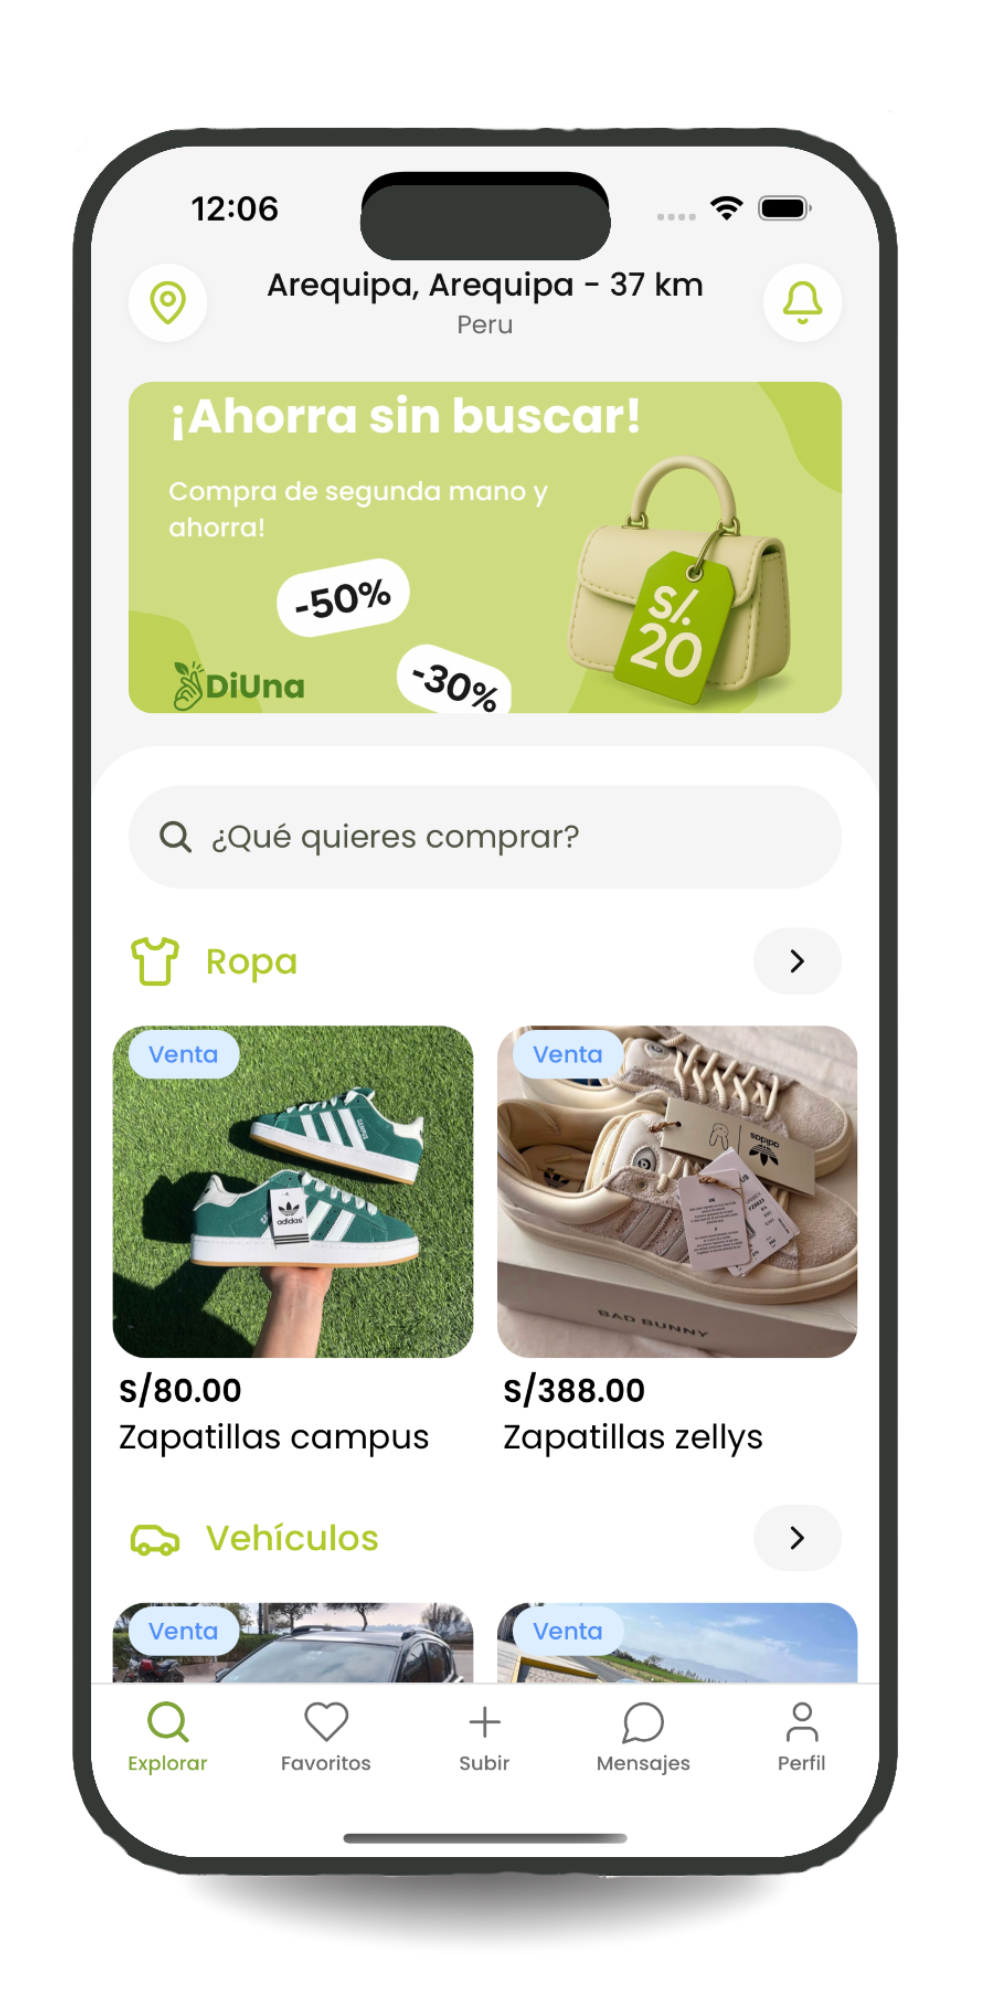 12:06
Arequipa, Arequipa - 37 km
Peru
¡Ahorra sin buscar!
Compra de segunda mano y
ahorra!
-50%
-30%
S/.
20
DiUna
¿Qué quieres comprar?
Ropa
Venta
Venta
adidas
adidas
BAD BUNNY
S/80.00
S/388.00
Zapatillas campus
Zapatillas zellys
Vehículos
Venta
Venta
Explorar
Favoritos
Subir
Mensajes
Perfil